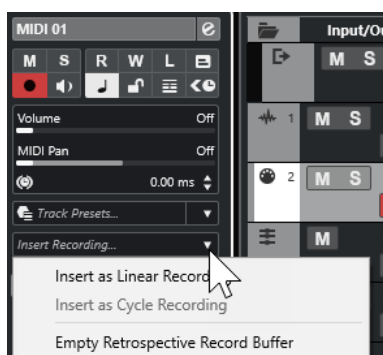 MIDI 01 e
Input/Ou
M S R W L
M S
Volume Off
1 M S
MIDI Pan Off
0.00 ms
2 M S
Track Presets...
Insert Recording...
M
Insert as Linear Record
Insert as Cycle Recording
Empty Retrospective Record Buffer